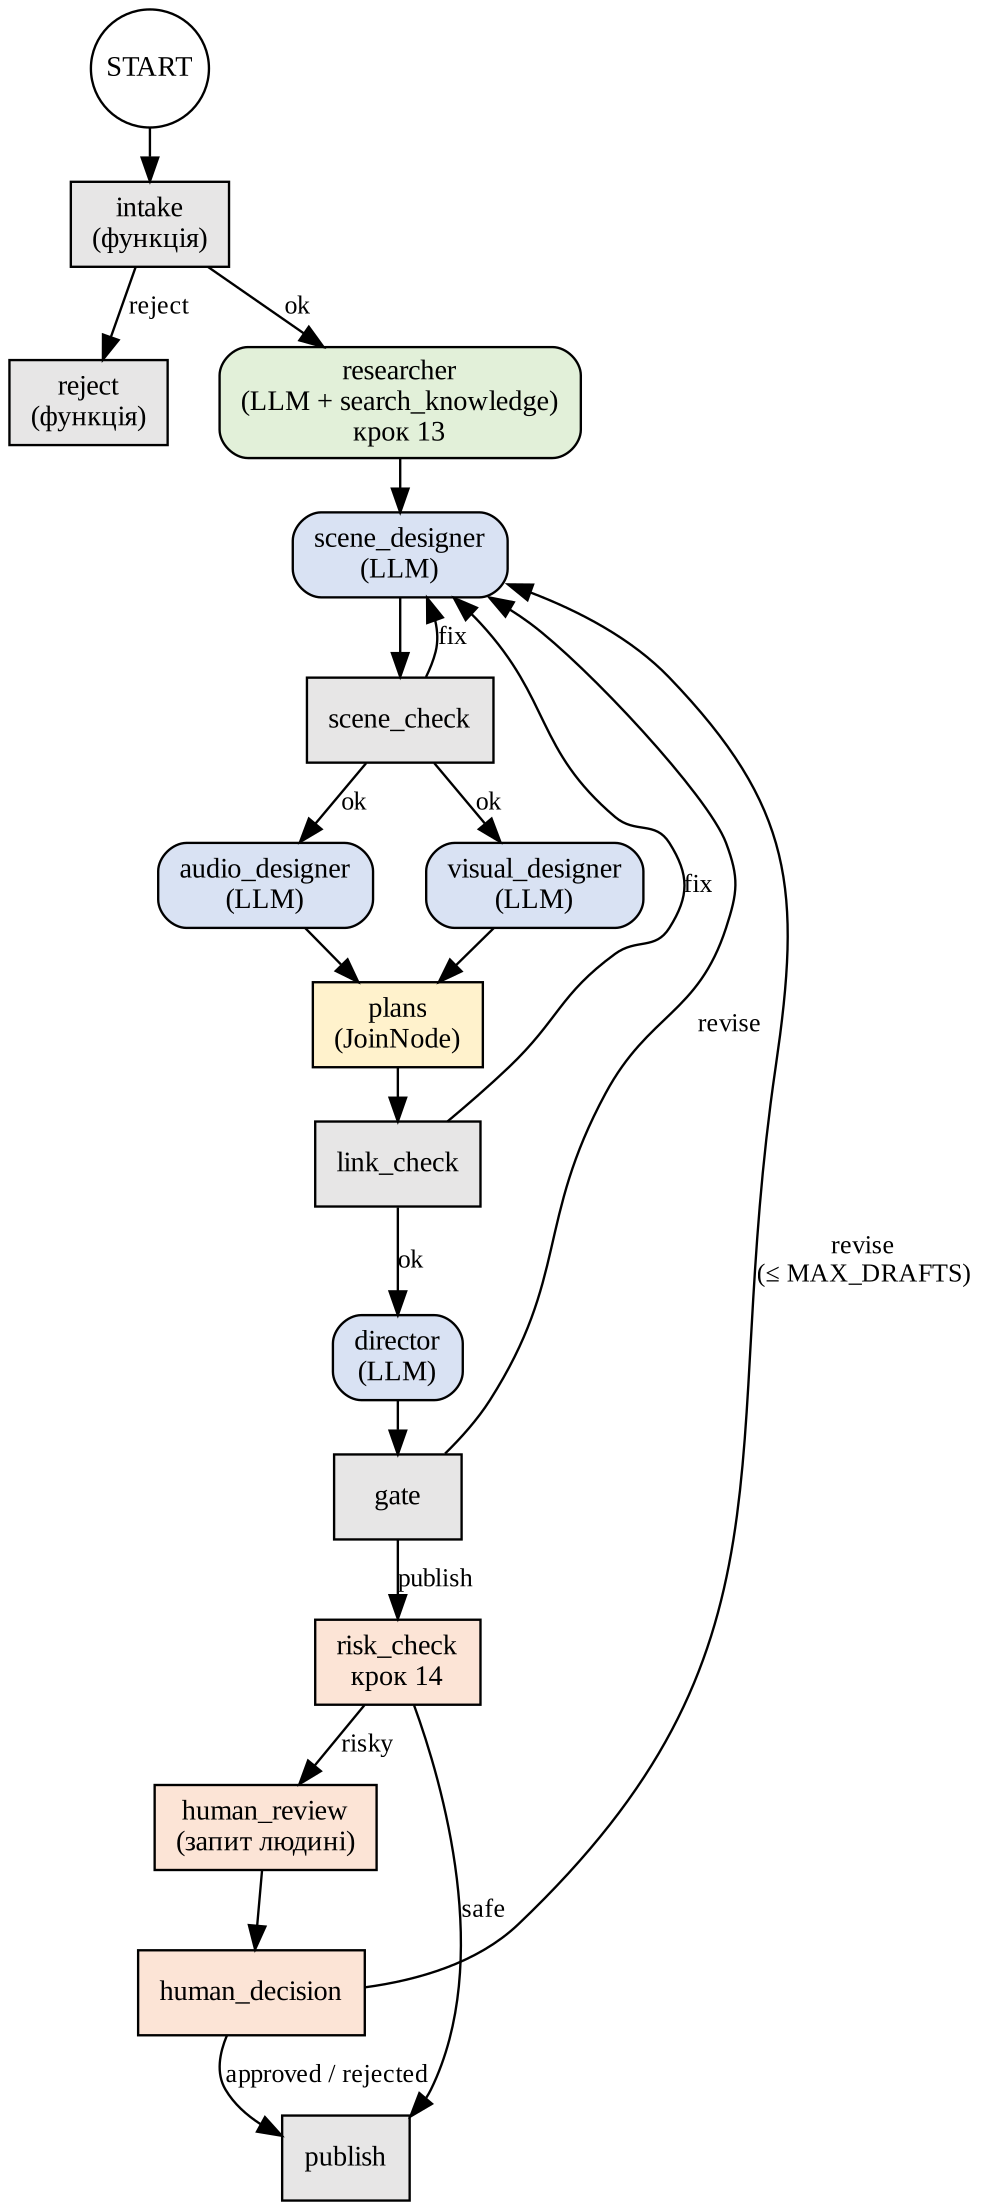 START
intake
(функція)
reject
ok
reject
(функція)
researcher
(LLM + search_knowledge)
крок 13
scene_designer
(LLM)
fix
scene_check
ok
ok
audio_designer
(LLM)
visual_designer
(LLM)
fix
plans
(JoinNode)
revise
link_check
ok
revise
(≤ MAX_DRAFTS)
director
(LLM)
gate
publish
risk_check
крок 14
risky
human_review
(запит людині)
safe
human_decision
approved / rejected
publish